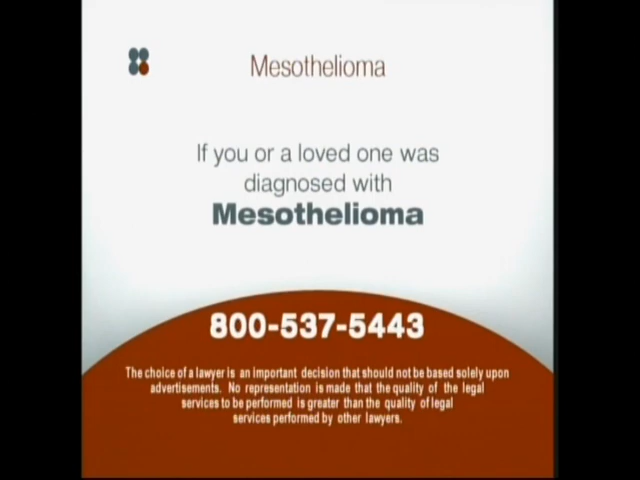 Mesothelioma
If you or a loved one was
diagnosed with
Mesothelioma
800-537-5443
The choice of a lawyer is an important decision that should not be based solely upon
advertisements. No representation is made that the quality of the legal
services to be performed is greater than the quality of legal
services performed by other lawyers.